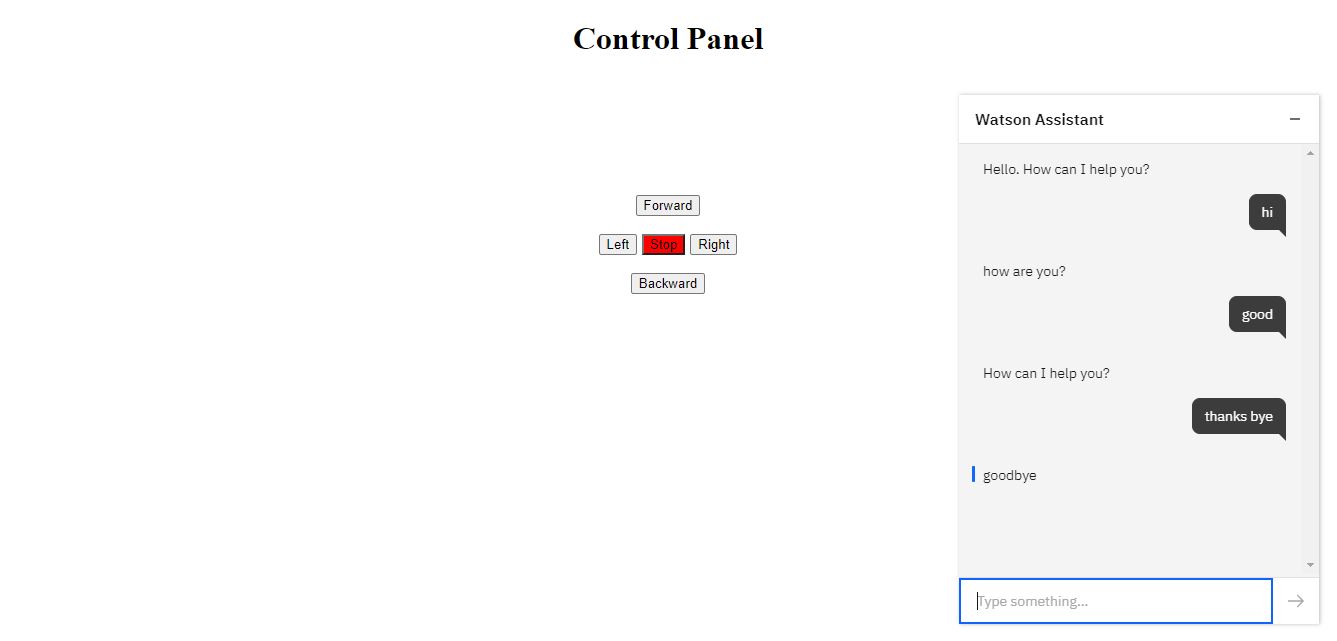 Control Panel
Forward
Left Stop Right
Backward
Watson Assistant
Hello. How can I help you?
hi
how are you?
good
How can I help you?
thanks bye
goodbye
Type something...